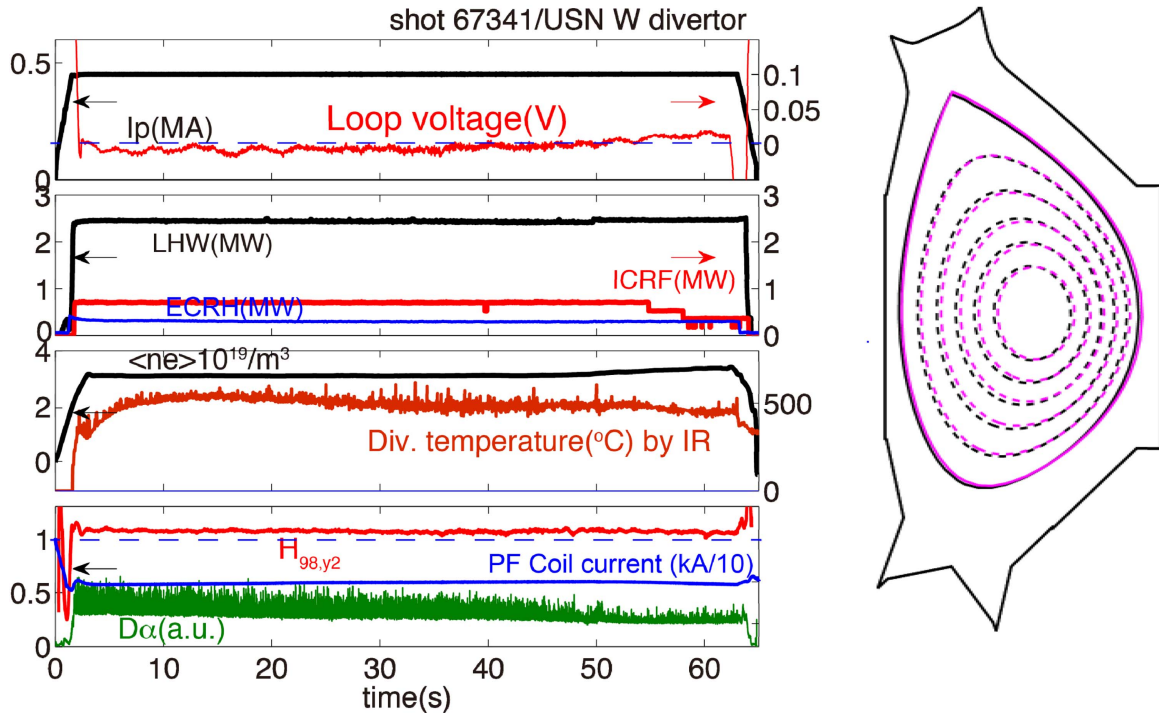 shot 67341/USN W divertor
0.5
0
Ip(MA)
Loop voltage(V)
0.1
0.05
0
3
2
1
0
LHW(MW)
ICRF(MW)
ECRH(MW)
3
2
1
0
4
2
0
<ne>10¹⁹/m³
Div. temperature(°C) by IR
500
0
1
0.5
0
H98,y2
PF Coil current (kA/10)
Dα(a.u.)
0 10 20 30 40 50 60
time(s)